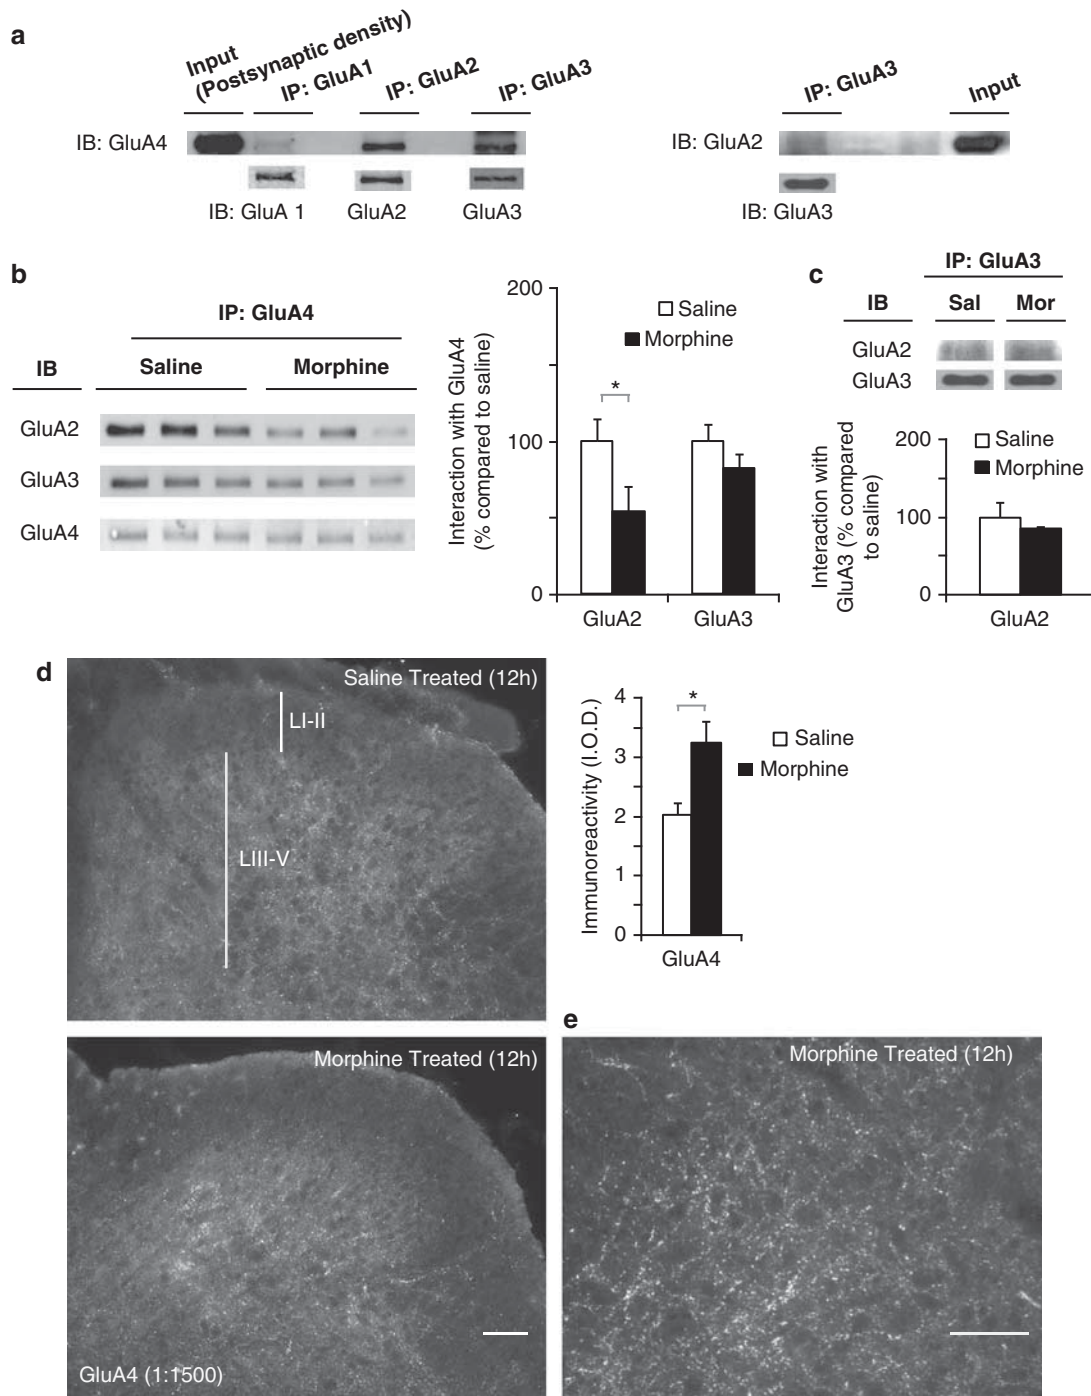 a
Input
(Postsynaptic density)
IP: GluA1
IP: GluA2
IP: GluA3
IB: GluA4
IB: GluA 1
GluA2
GluA3
IP: GluA3
Input
IB: GluA2
IB: GluA3
b
IP: GluA4
IB
Saline
Morphine
GluA2
GluA3
GluA4
Interaction with GluA4
(% compared to saline)
200
100
0
Saline
Morphine
*
GluA2
GluA3
c
IP: GluA3
IB
Sal
Mor
GluA2
GluA3
Interaction with
GluA3 (% compared
to saline)
200
100
0
Saline
Morphine
GluA2
d
Saline Treated (12h)
LI-II
LIII-V
Immunoreactivity (I.O.D.)
4
3
2
1
0
*
Saline
Morphine
GluA4
Morphine Treated (12h)
GluA4 (1:1500)
e
Morphine Treated (12h)